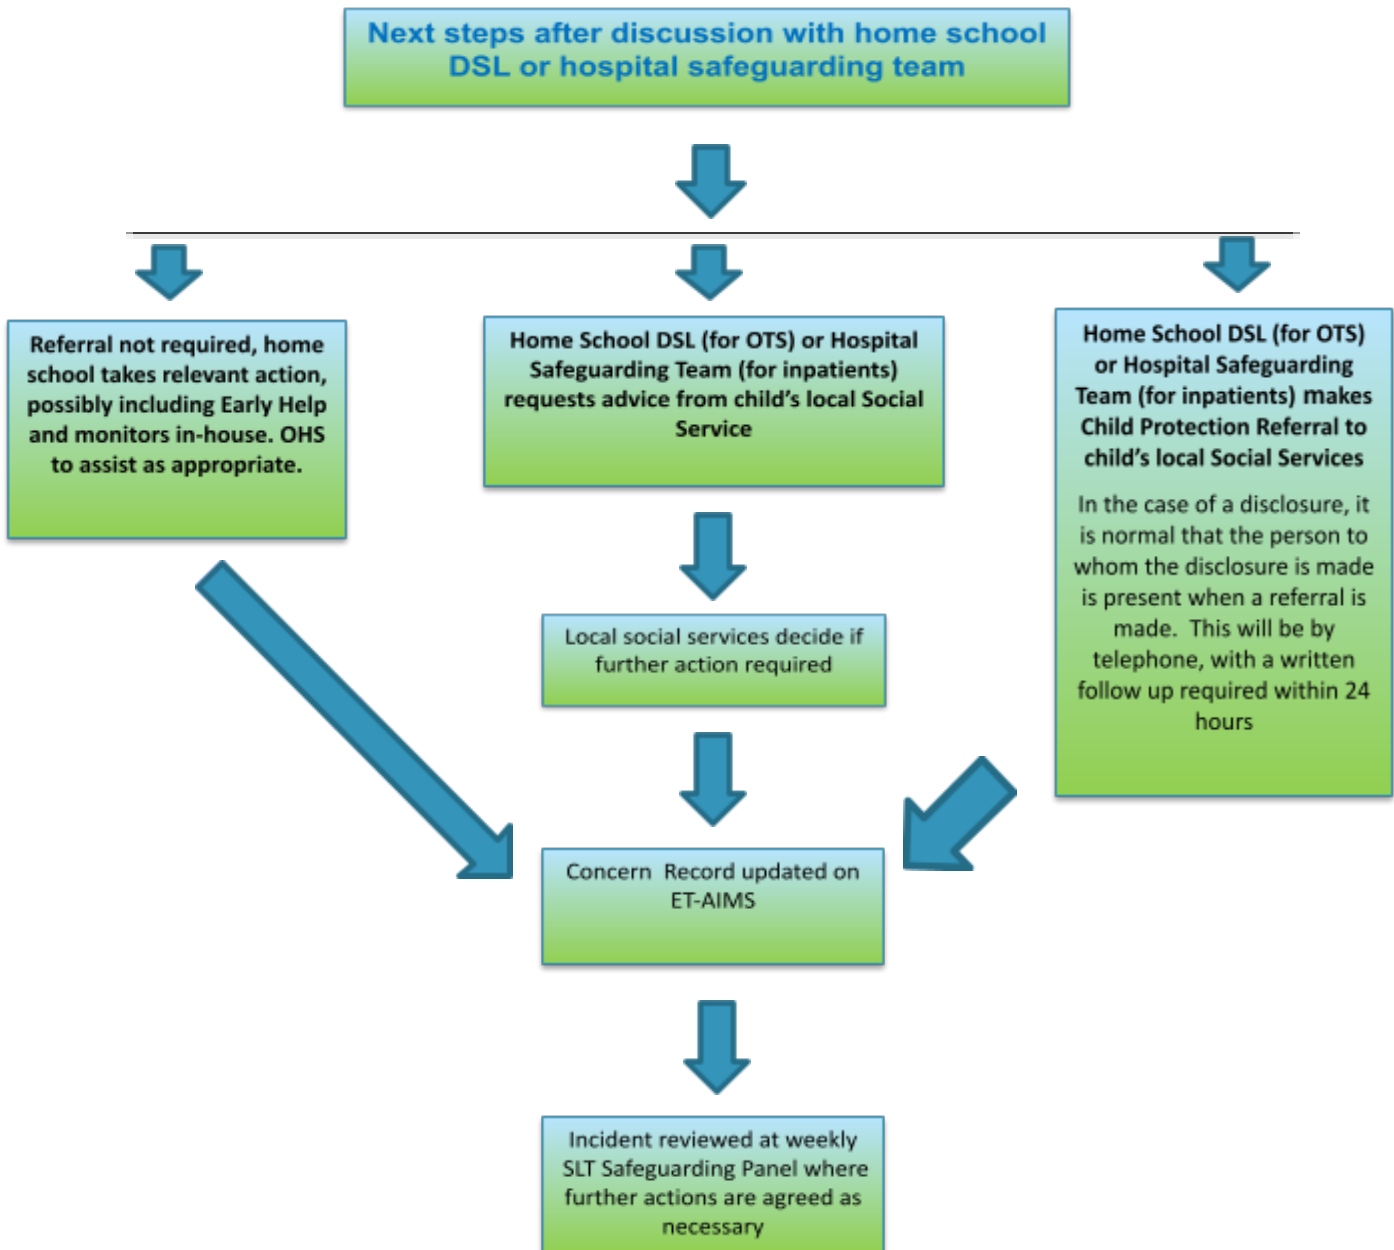 Next steps after discussion with home school
DSL or hospital safeguarding team
Referral not required, home
school takes relevant action,
possibly including Early Help
and monitors in-house. OHS
to assist as appropriate.
Home School DSL (for OTS) or Hospital
Safeguarding Team (for inpatients)
requests advice from child’s local Social
Service
Home School DSL (for OTS)
or Hospital Safeguarding
Team (for inpatients) makes
Child Protection Referral to
child’s local Social Services
In the case of a disclosure, it
is normal that the person to
whom the disclosure is made
is present when a referral is
made.  This will be by
telephone, with a written
follow up required within 24
hours
Local social services decide if
further action required
Concern  Record updated on
ET-AIMS
Incident reviewed at weekly
SLT Safeguarding Panel where
further actions are agreed as
necessary